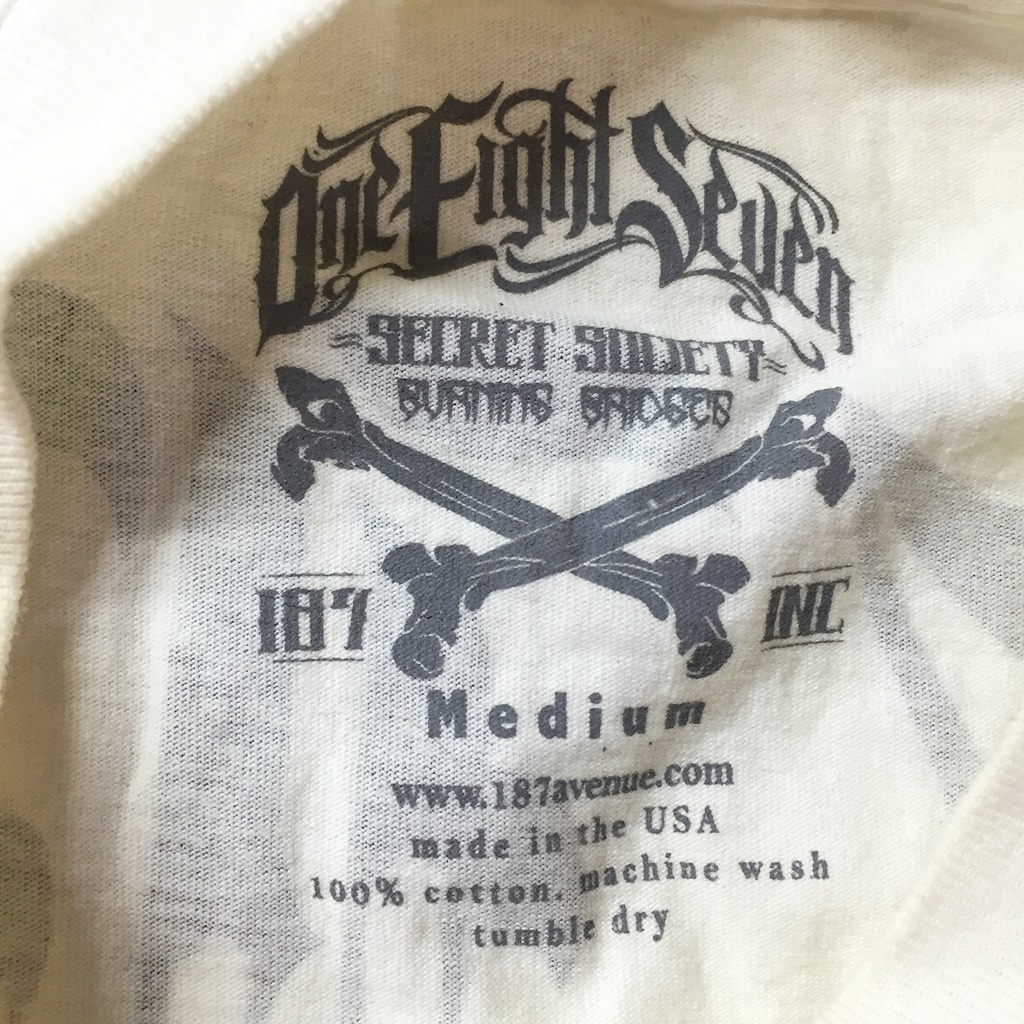 One Eight Seven
SECRET SOCIETY
BURNING BRIDGES
187 INC
Medium
www.187avenue.com
made in the USA
100% cotton. machine wash
tumble dry